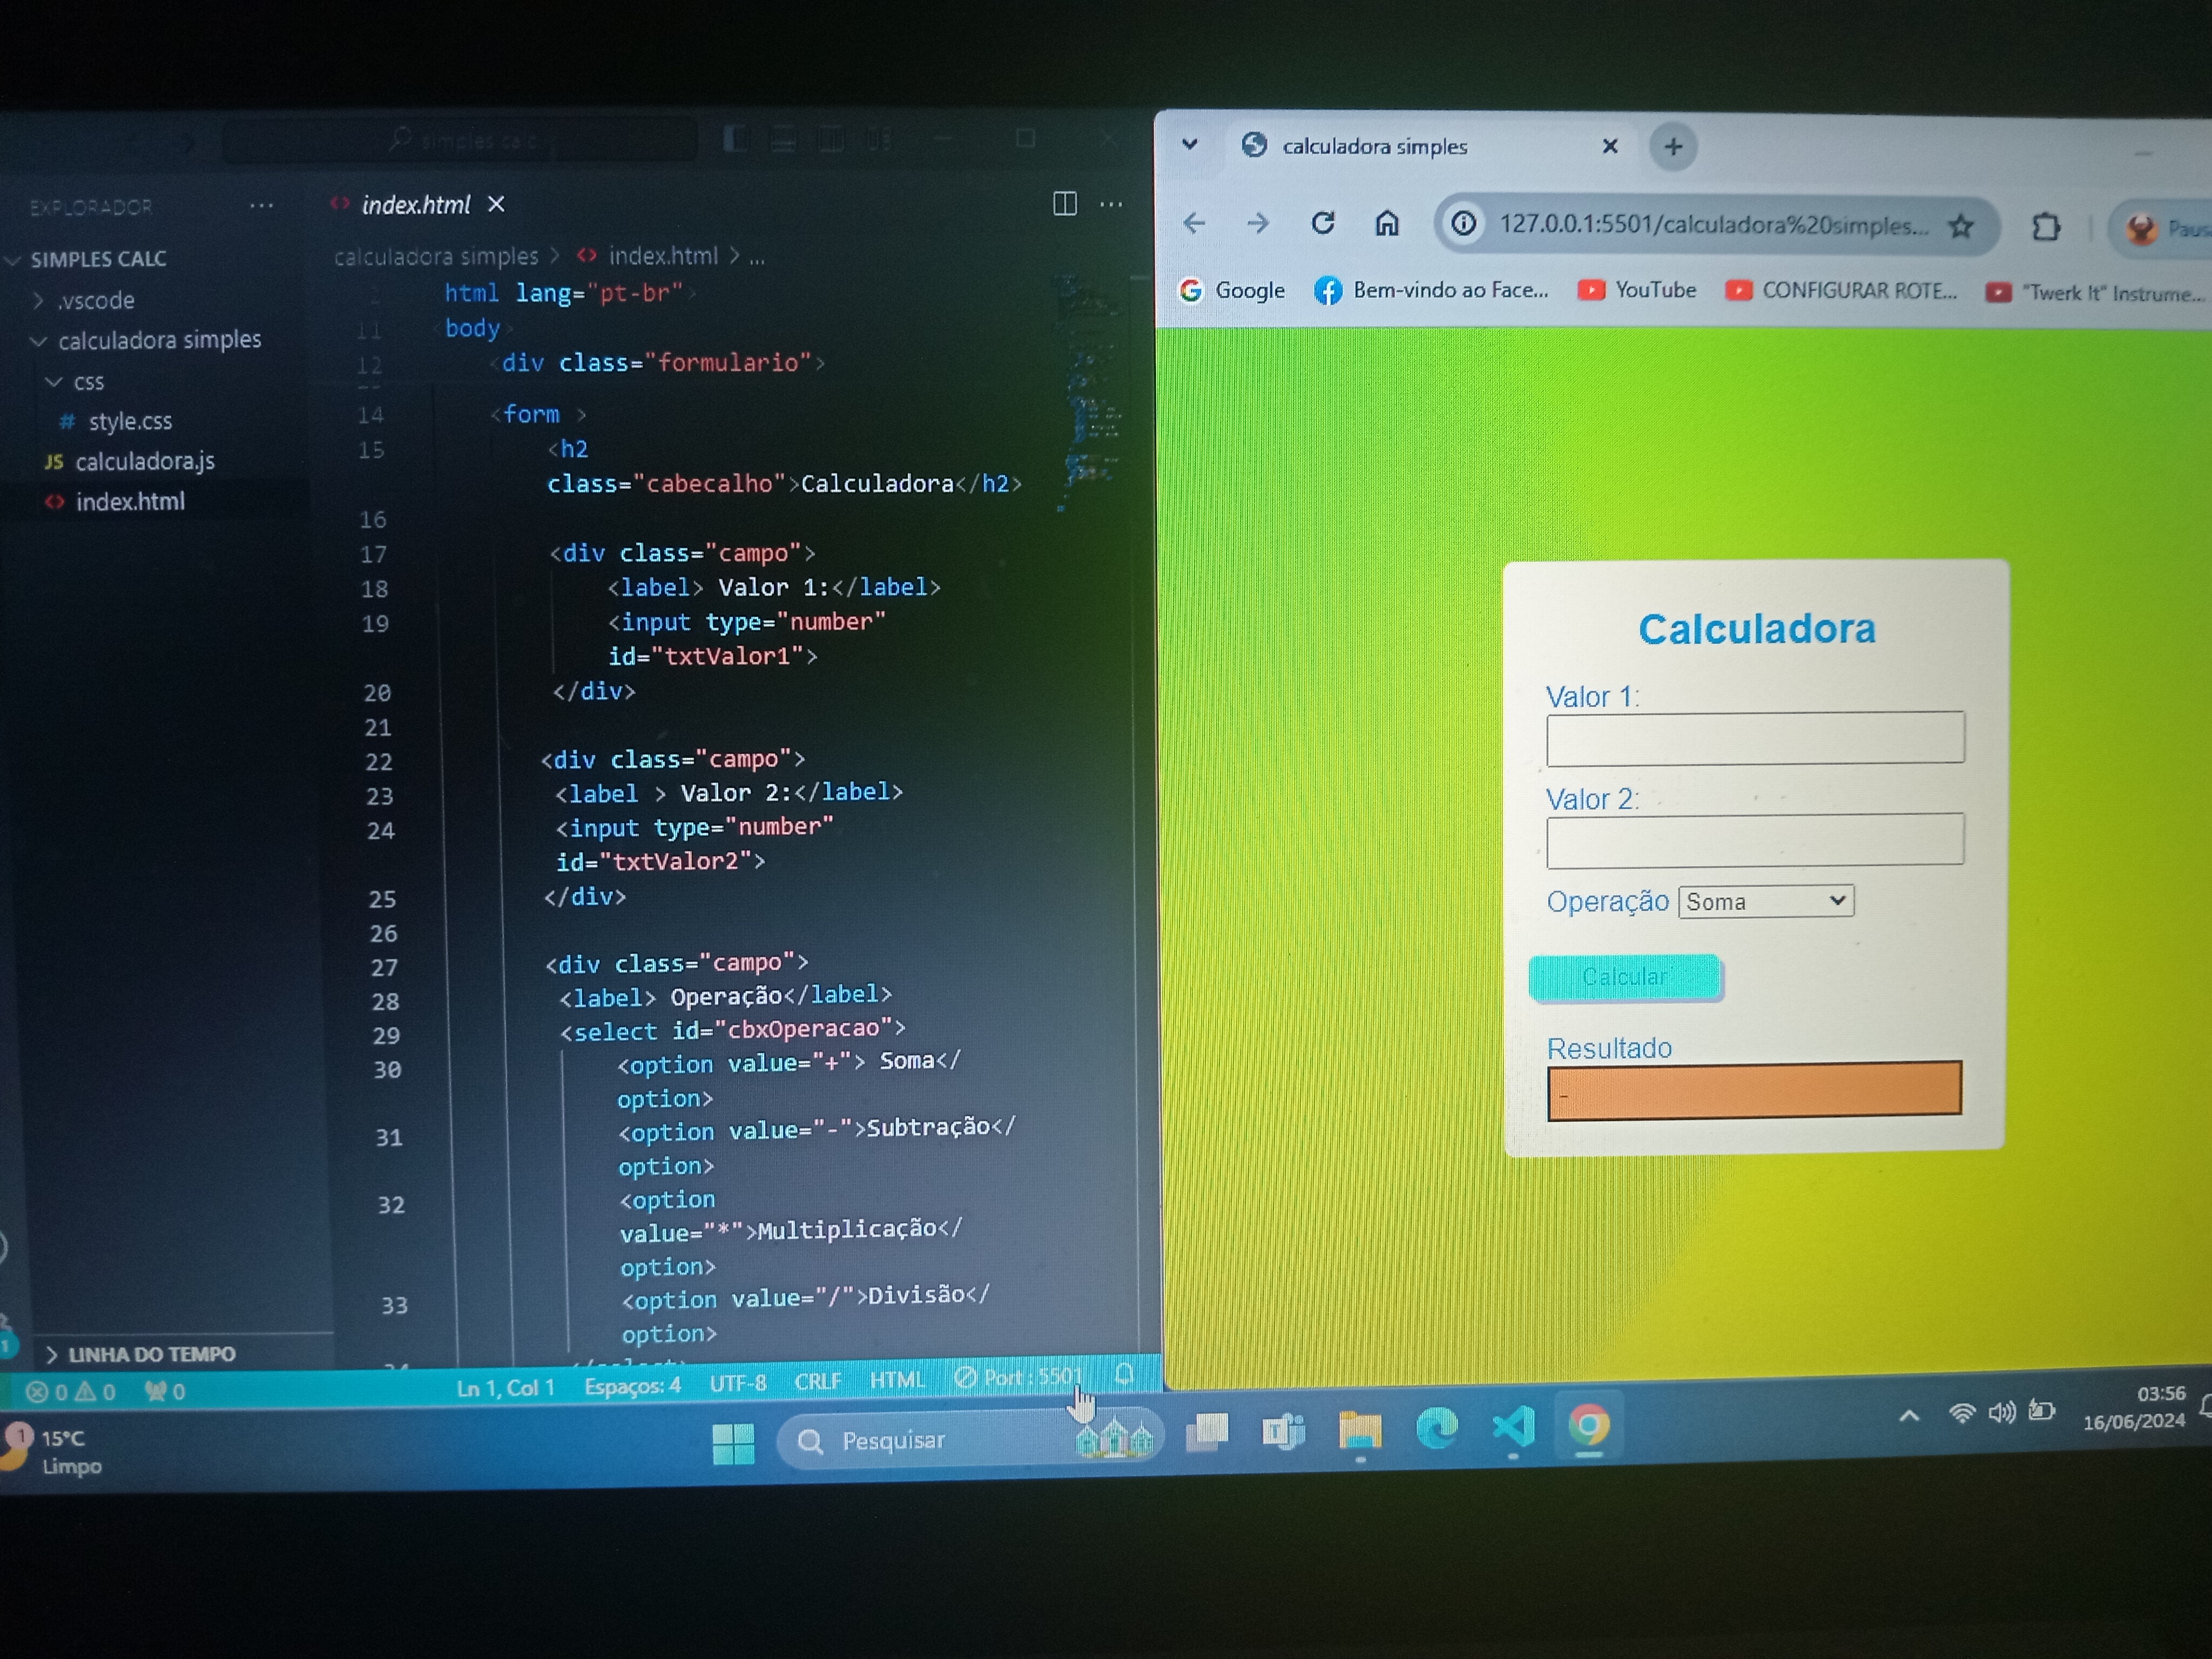 simples calc
EXPLORADOR
SIMPLES CALC
.vscode
calculadora simples
css
# style.css
JS calculadora.js
<> index.html
LINHA DO TEMPO
<> index.html
calculadora simples > <> index.html > ...
html lang="pt-br">
11 <body>
12 <div class="formulario">
14 <form >
15 <h2
class="cabecalho">Calculadora</h2>
16
17 <div class="campo">
18 <label> Valor 1:</label>
19 <input type="number"
id="txtValor1">
20 </div>
21
22 <div class="campo">
23 <label > Valor 2:</label>
24 <input type="number"
id="txtValor2">
25 </div>
26
27 <div class="campo">
28 <label> Operação</label>
29 <select id="cbxOperacao">
30 <option value="+"> Soma</
option>
31 <option value="-">Subtração</
option>
32 <option
value="*">Multiplicação</
option>
33 <option value="/">Divisão</
option>
0 0 0 Ln 1, Col 1 Espaços: 4 UTF-8 CRLF HTML Port : 5501
calculadora simples
127.0.0.1:5501/calculadora%20simples...
Google Bem-vindo ao Face... YouTube CONFIGURAR ROTE... "Twerk It" Instrume...
Calculadora
Valor 1:
Valor 2:
Operação Soma
Calcular
Resultado
-
1 15°C
Limpo
Pesquisar
03:56
16/06/2024